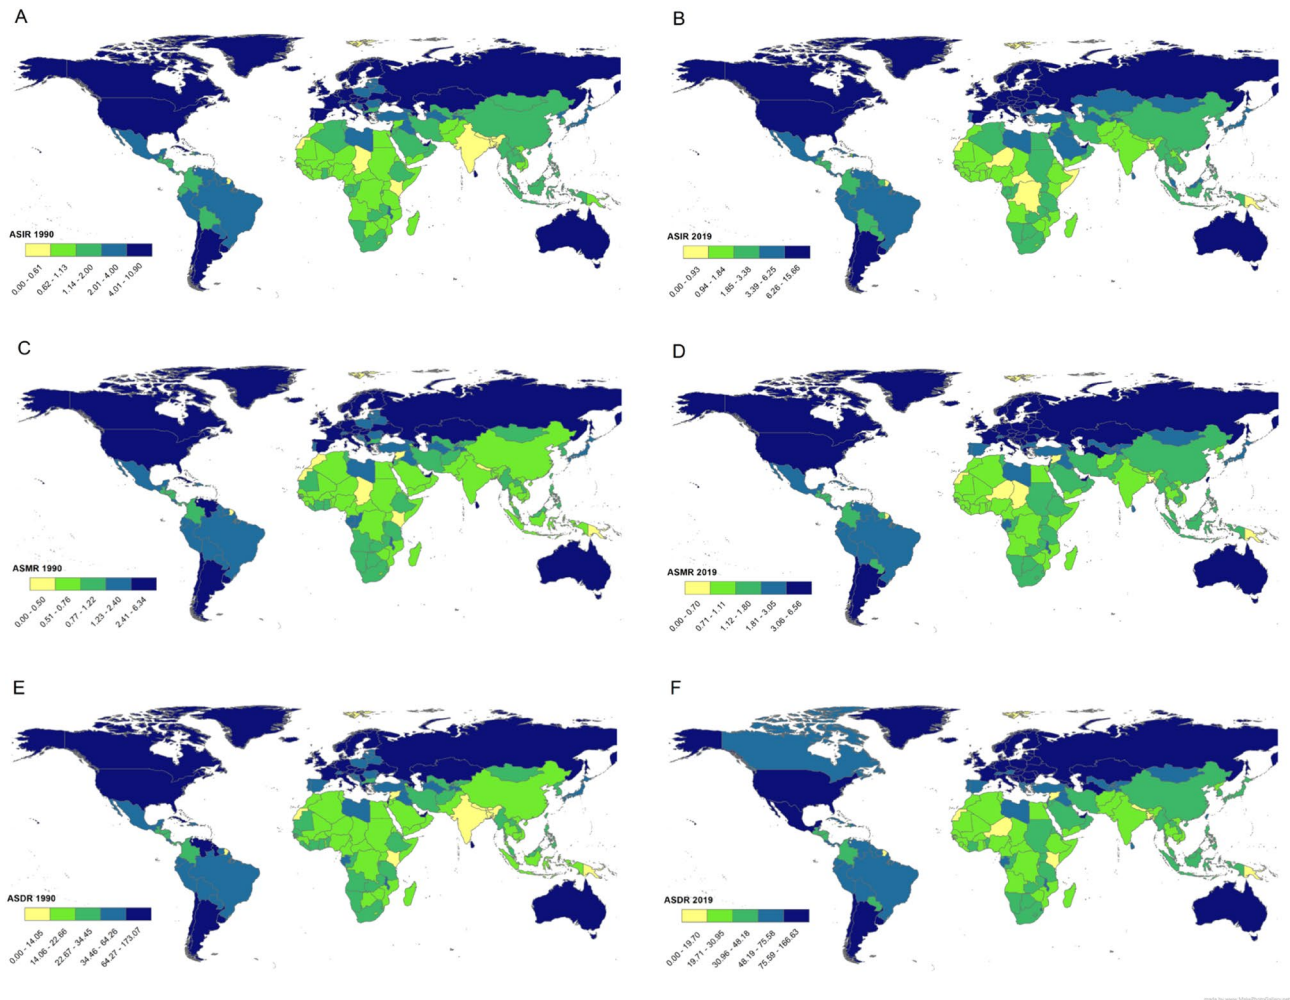 A
B
ASIR 1990
0.00 - 0.61
0.62 - 1.13
1.14 - 2.00
2.01 - 4.00
4.01 - 10.90
ASIR 2019
0.00 - 0.93
0.94 - 1.84
1.85 - 3.38
3.39 - 6.25
6.26 - 15.66
C
D
ASMR 1990
0.00 - 0.50
0.51 - 0.76
0.77 - 1.22
1.23 - 2.40
2.41 - 6.34
ASMR 2019
0.00 - 0.70
0.71 - 1.11
1.12 - 1.80
1.81 - 3.05
3.06 - 6.56
E
F
ASDR 1990
0.00 - 14.05
14.06 - 22.66
22.67 - 34.45
34.46 - 64.26
64.27 - 173.07
ASDR 2019
0.00 - 19.70
19.71 - 30.95
30.96 - 48.18
48.19 - 75.58
75.59 - 166.63